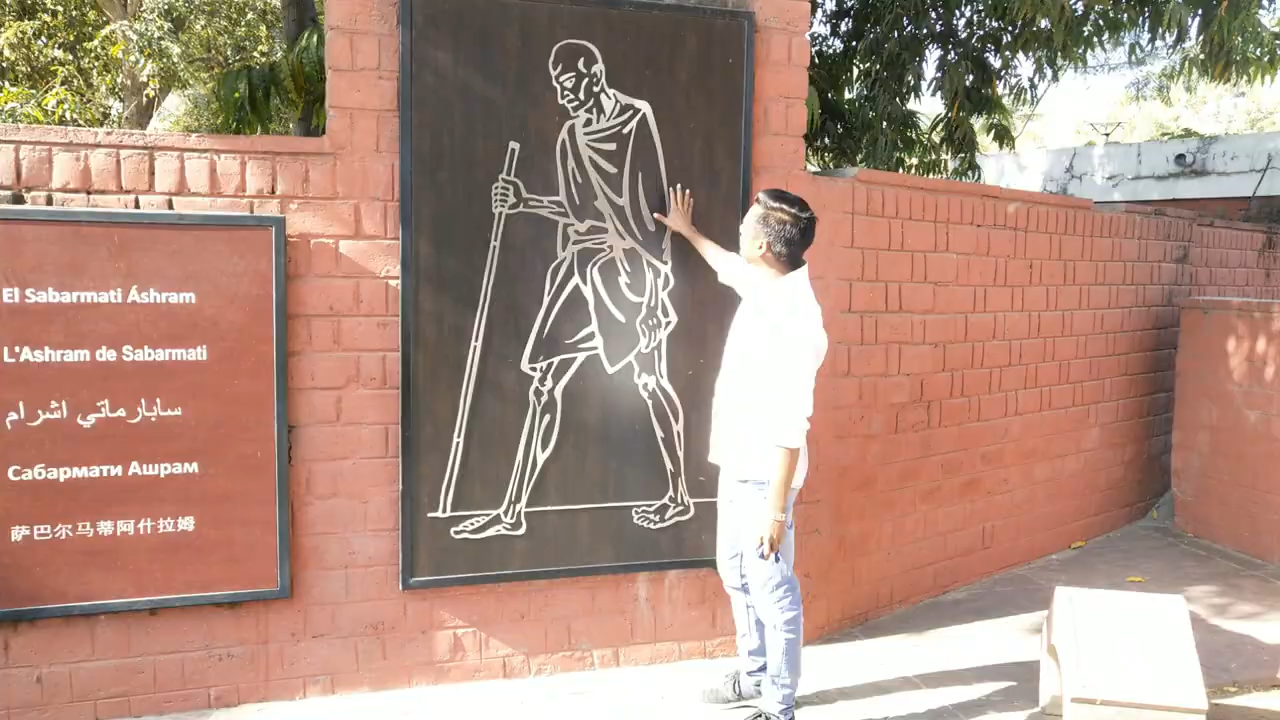 El Sabarmati Áshram
L'Ashram de Sabarmati
سابارماتي اشرام
Сабармати Ашрам
萨巴尔马蒂阿什拉姆